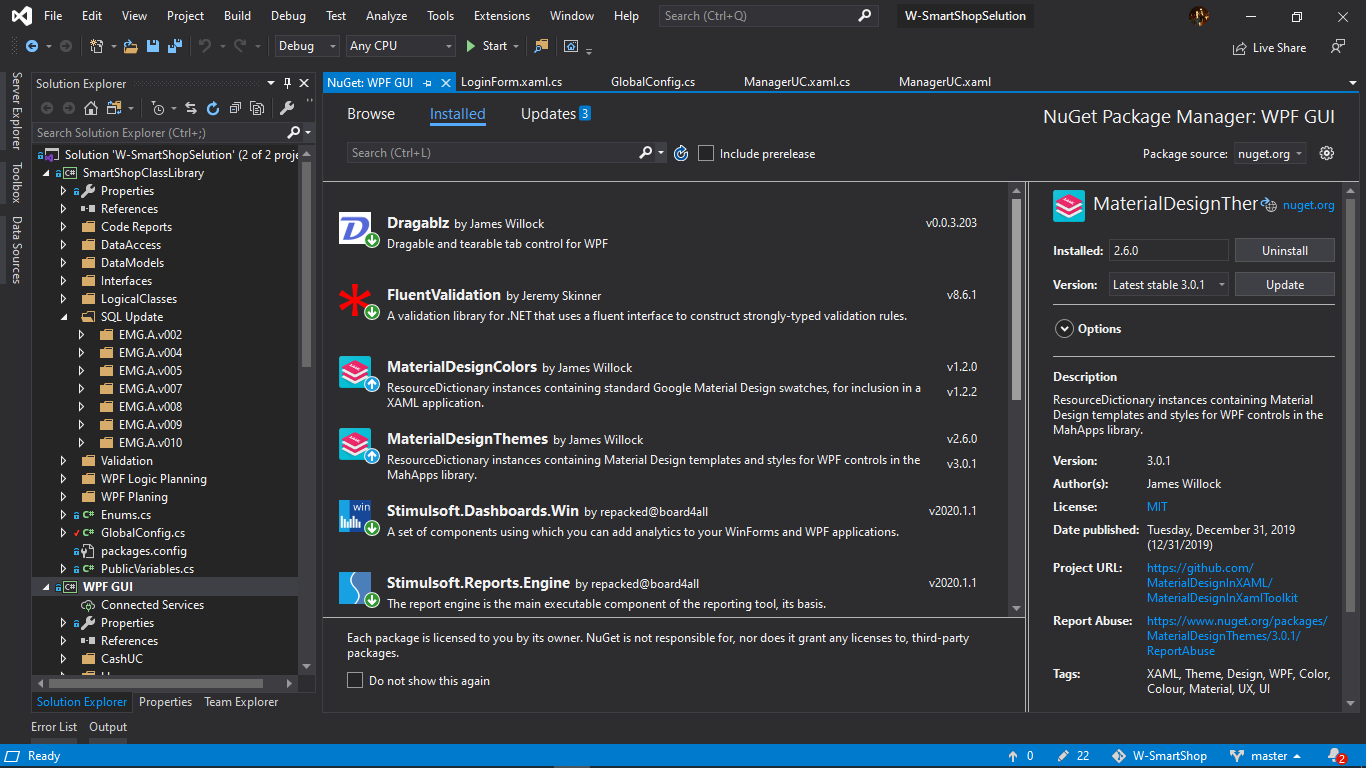 File Edit View Project Build Debug Test Analyze Tools Extensions Window Help Search (Ctrl+Q) W-SmartShopSelution
Debug Any CPU Start Live Share
Server Explorer
Toolbox
Data Sources
Solution Explorer
Search Solution Explorer (Ctrl+;)
Solution 'W-SmartShopSelution' (2 of 2 proje
SmartShopClassLibrary
Properties
References
Code Reports
DataAccess
DataModels
Interfaces
LogicalClasses
SQL Update
EMG.A.v002
EMG.A.v004
EMG.A.v005
EMG.A.v007
EMG.A.v008
EMG.A.v009
EMG.A.v010
Validation
WPF Logic Planning
WPF Planing
Enums.cs
GlobalConfig.cs
packages.config
PublicVariables.cs
WPF GUI
Connected Services
Properties
References
CashUC
Solution Explorer Properties Team Explorer
NuGet: WPF GUI LoginForm.xaml.cs GlobalConfig.cs ManagerUC.xaml.cs ManagerUC.xaml
Browse Installed Updates 3
NuGet Package Manager: WPF GUI
Search (Ctrl+L) Include prerelease
Package source: nuget.org
Dragablz by James Willock v0.0.3.203
Dragable and tearable tab control for WPF
FluentValidation by Jeremy Skinner v8.6.1
A validation library for .NET that uses a fluent interface to construct strongly-typed validation rules.
MaterialDesignColors by James Willock v1.2.0
ResourceDictionary instances containing standard Google Material Design swatches, for inclusion in a v1.2.2
XAML application.
MaterialDesignThemes by James Willock v2.6.0
ResourceDictionary instances containing Material Design templates and styles for WPF controls in the v3.0.1
MahApps library.
win
Stimulsoft.Dashboards.Win by repacked@board4all v2020.1.1
A set of components using which you can add analytics to your WinForms and WPF applications.
Stimulsoft.Reports.Engine by repacked@board4all v2020.1.1
The report engine is the main executable component of the reporting tool, its basis.
Each package is licensed to you by its owner. NuGet is not responsible for, nor does it grant any licenses to, third-party
packages.
Do not show this again
MaterialDesignTher nuget.org
Installed: 2.6.0 Uninstall
Version: Latest stable 3.0.1 Update
Options
Description
ResourceDictionary instances containing Material
Design templates and styles for WPF controls in the
MahApps library.
Version: 3.0.1
Author(s): James Willock
License: MIT
Date published: Tuesday, December 31, 2019
(12/31/2019)
Project URL: https://github.com/
MaterialDesignInXAML/
MaterialDesignInXamlToolkit
Report Abuse: https://www.nuget.org/packages/
MaterialDesignThemes/3.0.1/
ReportAbuse
Tags: XAML, Theme, Design, WPF, Color,
Colour, Material, UX, UI
Error List Output
Ready 0 22 W-SmartShop master 2